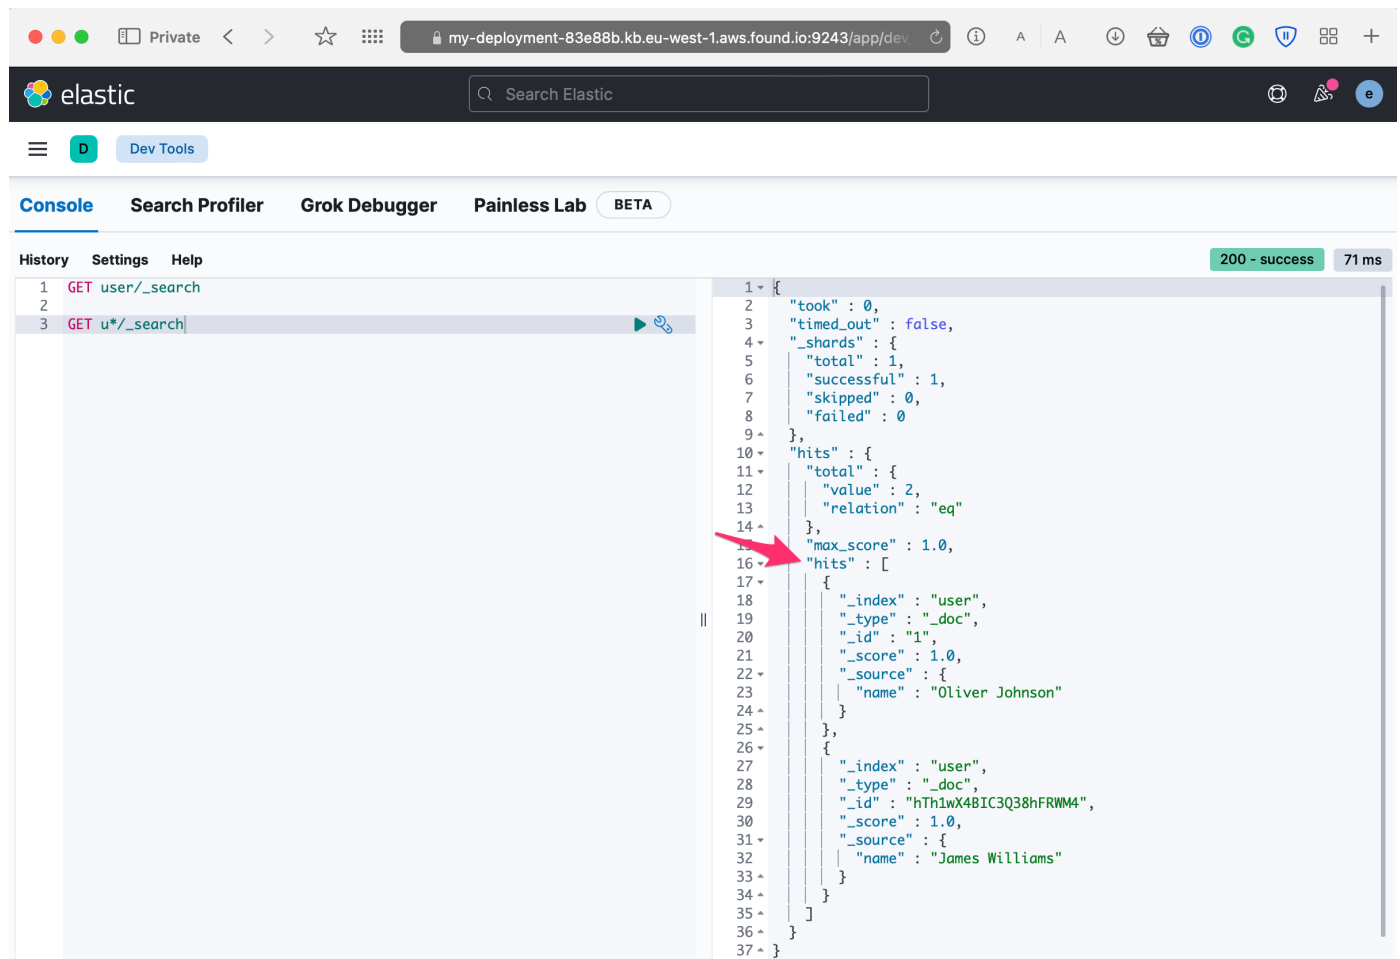 Private
my-deployment-83e88b.kb.eu-west-1.aws.found.io:9243/app/dev_
A A
elastic
Search Elastic
e
D
Dev Tools
Console Search Profiler Grok Debugger Painless Lab BETA
History Settings Help
200 - success 71 ms
1 GET user/_search
2
3 GET u*/_search
1 {
2 "took" : 0,
3 "timed_out" : false,
4 "_shards" : {
5 "total" : 1,
6 "successful" : 1,
7 "skipped" : 0,
8 "failed" : 0
9 },
10 "hits" : {
11 "total" : {
12 "value" : 2,
13 "relation" : "eq"
14 },
15 "max_score" : 1.0,
16 "hits" : [
17 {
18 "_index" : "user",
19 "_type" : "_doc",
20 "_id" : "1",
21 "_score" : 1.0,
22 "_source" : {
23 "name" : "Oliver Johnson"
24 }
25 },
26 {
27 "_index" : "user",
28 "_type" : "_doc",
29 "_id" : "hTh1wX4BIC3Q38hFRWM4",
30 "_score" : 1.0,
31 "_source" : {
32 "name" : "James Williams"
33 }
34 }
35 ]
36 }
37 }